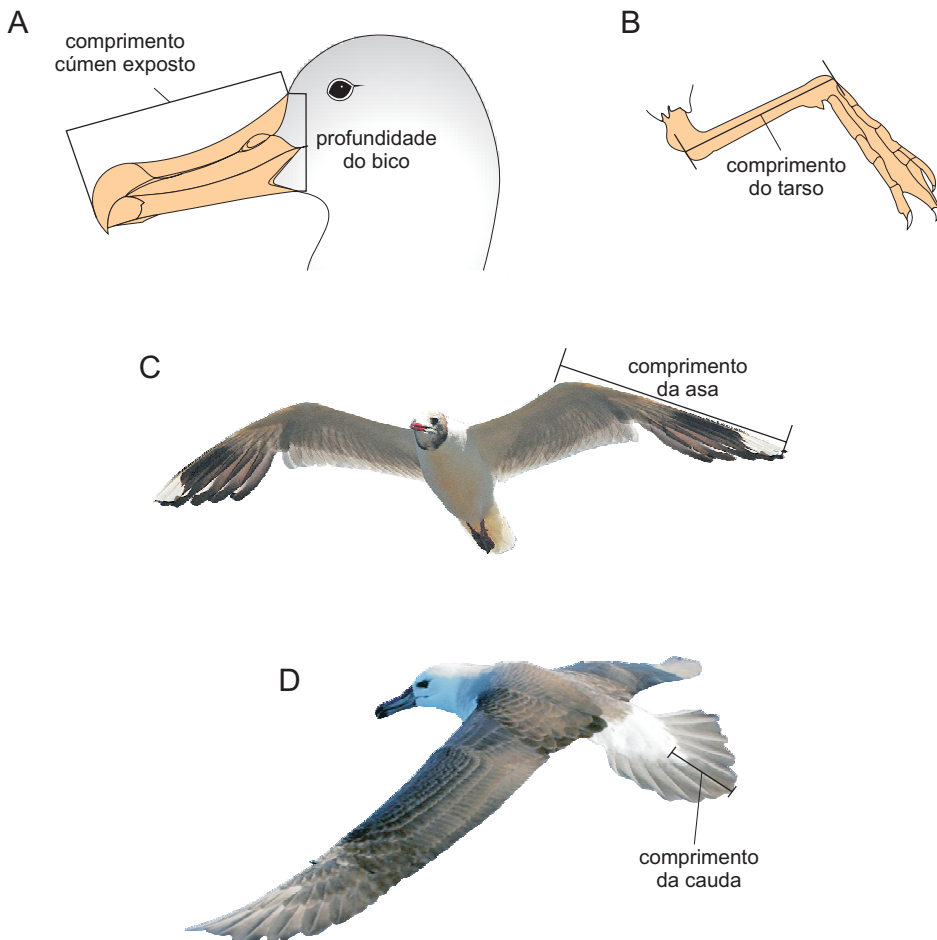 A
comprimento
cúmen exposto
profundidade
do bico
B
comprimento
do tarso
C
comprimento
da asa
D
comprimento
da cauda